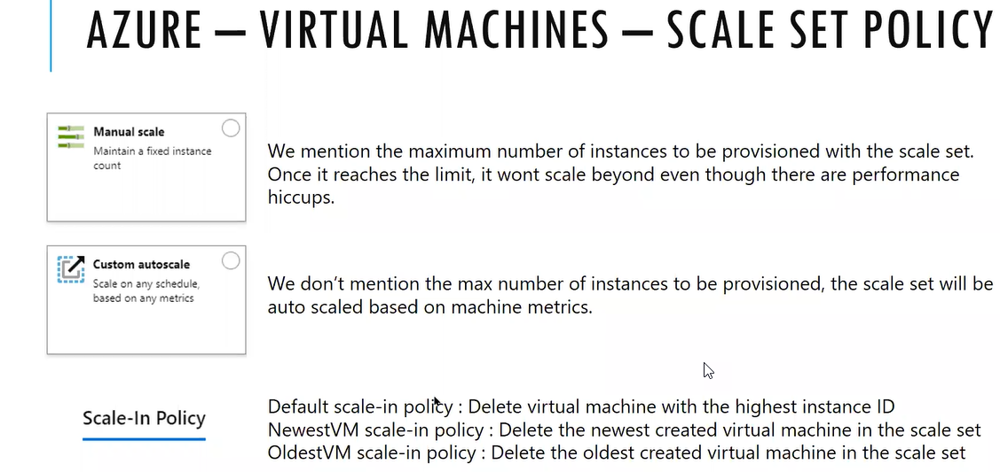 AZURE – VIRTUAL MACHINES – SCALE SET POLICY
Manual scale
Maintain a fixed instance
count
We mention the maximum number of instances to be provisioned with the scale set.
Once it reaches the limit, it wont scale beyond even though there are performance
hiccups.
Custom autoscale
Scale on any schedule,
based on any metrics
We don’t mention the max number of instances to be provisioned, the scale set will be
auto scaled based on machine metrics.
Scale-In Policy
Default scale-in policy : Delete virtual machine with the highest instance ID
NewestVM scale-in policy : Delete the newest created virtual machine in the scale set
OldestVM scale-in policy : Delete the oldest created virtual machine in the scale set